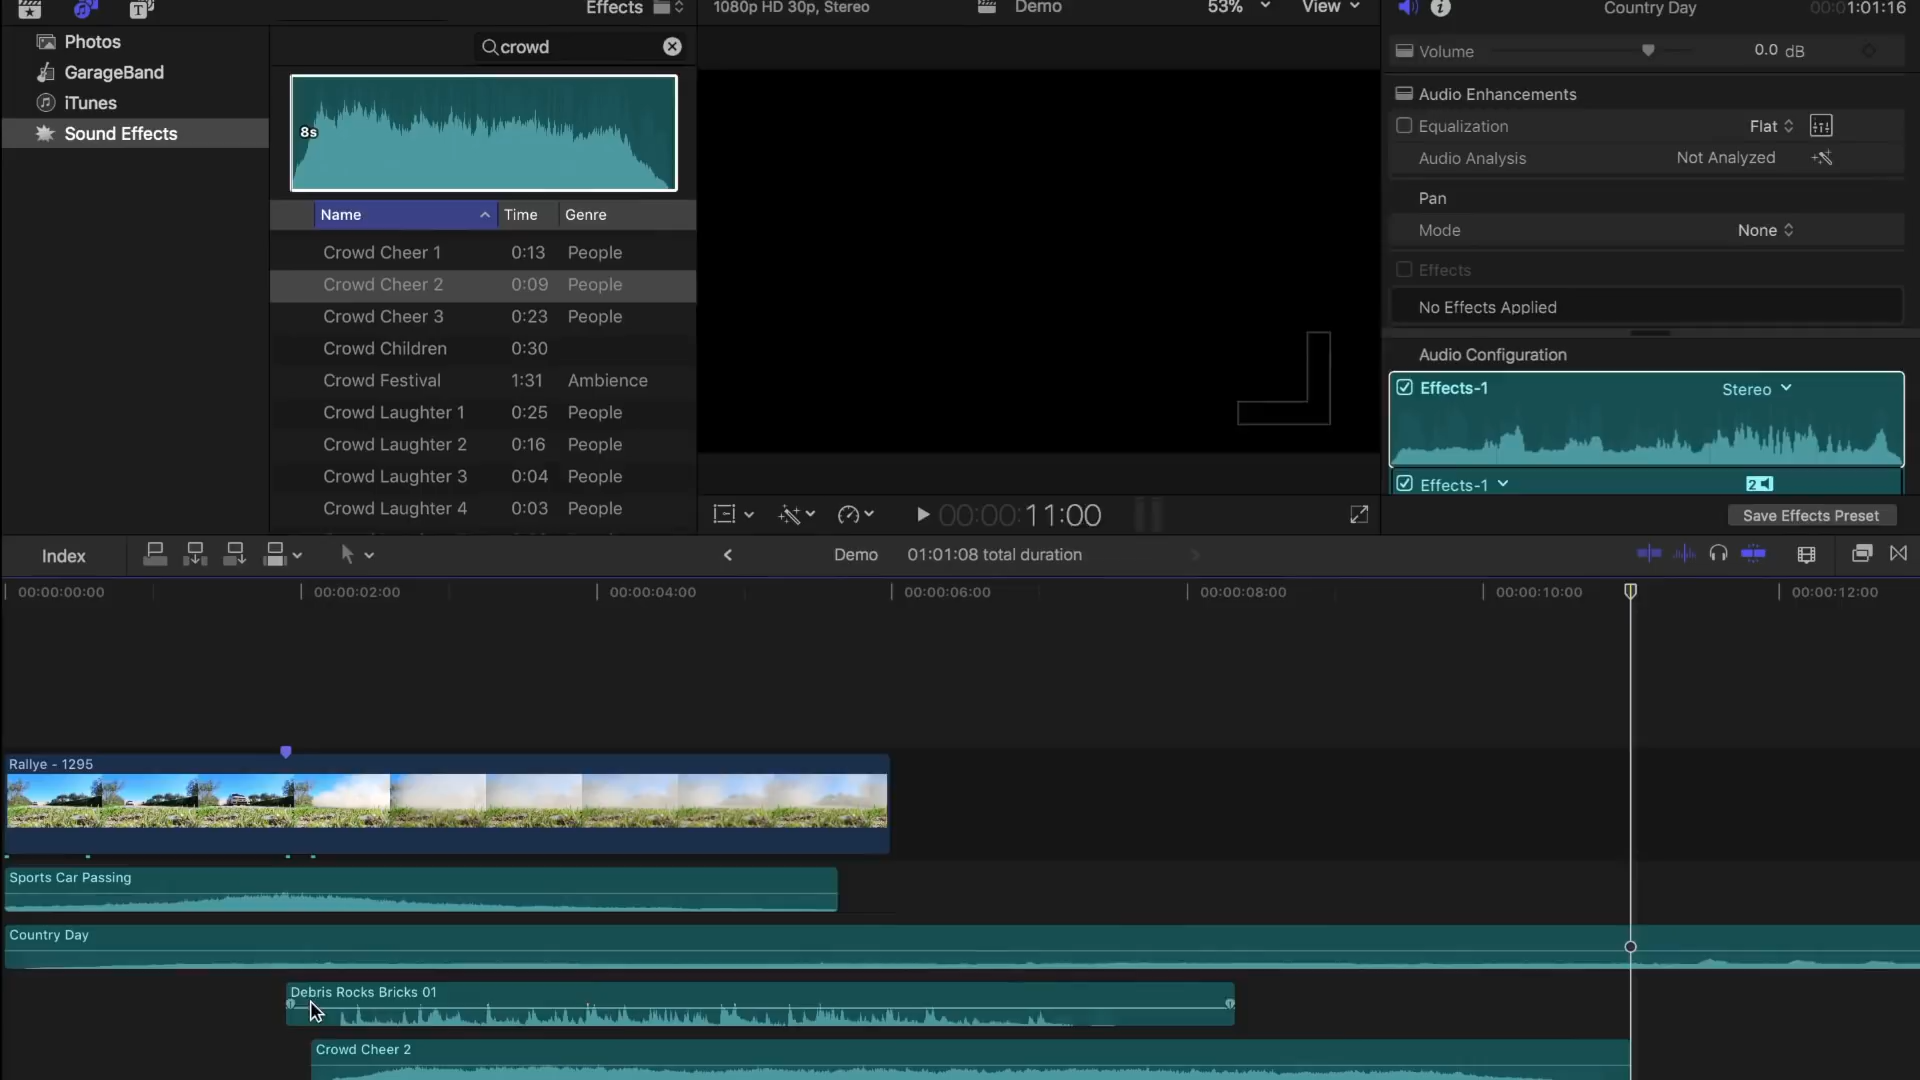 Effects
1080p HD 30p, Stereo
Demo
53%
View
Country Day
00:01:01:16
Photos
GarageBand
iTunes
Sound Effects
crowd
8s
Name Time Genre
Crowd Cheer 1 0:13 People
Crowd Cheer 2 0:09 People
Crowd Cheer 3 0:23 People
Crowd Children 0:30
Crowd Festival 1:31 Ambience
Crowd Laughter 1 0:25 People
Crowd Laughter 2 0:16 People
Crowd Laughter 3 0:04 People
Crowd Laughter 4 0:03 People
Volume 0.0 dB
Audio Enhancements
Equalization Flat
Audio Analysis Not Analyzed
Pan
Mode None
Effects
No Effects Applied
Audio Configuration
Effects-1 Stereo
Effects-1 2
Save Effects Preset
00:00:11:00
Index
Demo 01:01:08 total duration
00:00:00:00 00:00:02:00 00:00:04:00 00:00:06:00 00:00:08:00 00:00:10:00 00:00:12:00
Rallye - 1295
Sports Car Passing
Country Day
Debris Rocks Bricks 01
Crowd Cheer 2